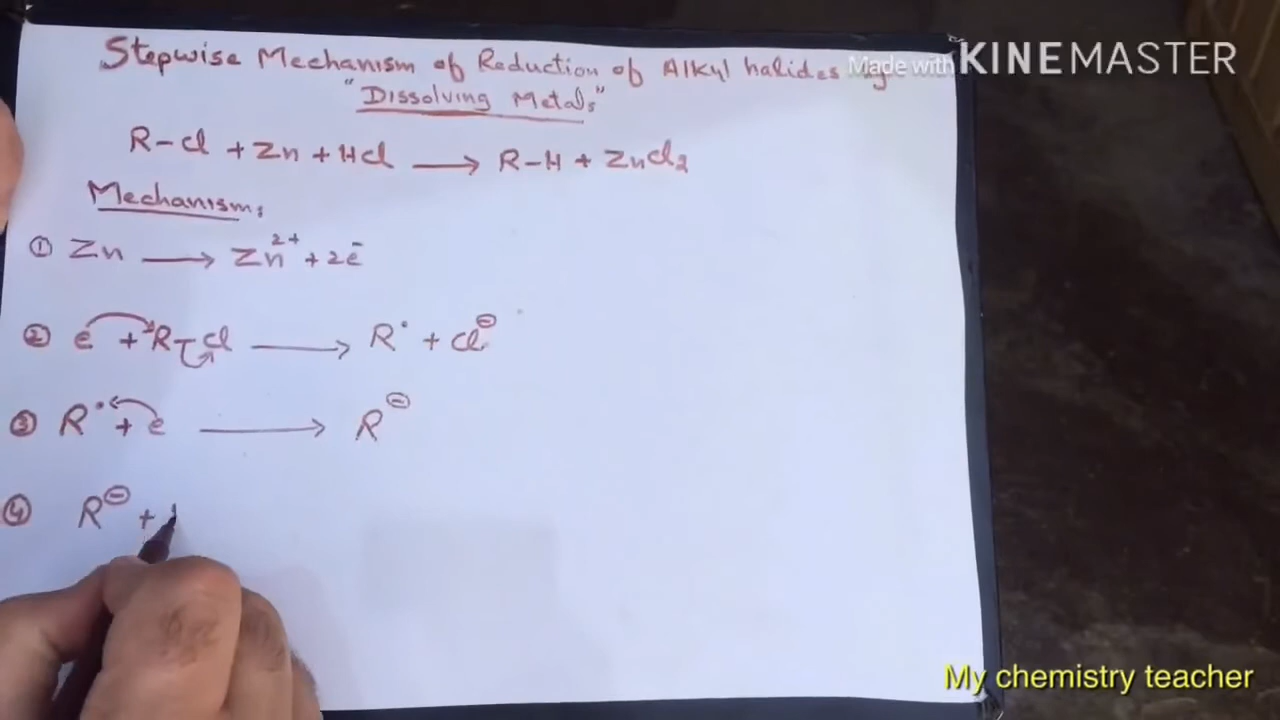 Stepwise Mechanism of Reduction of Alkyl halides
Made with KINEMASTER
"Dissolving Metals"
R-Cl + Zn + HCl ⟶ R-H + ZnCl₂
Mechanism:
① Zn ⟶ Zn²⁺ + 2e⁻
② e + R-Cl ⟶ R• + Cl⊖
③ R• + e ⟶ R⊖
④ R⊖ +
My chemistry teacher